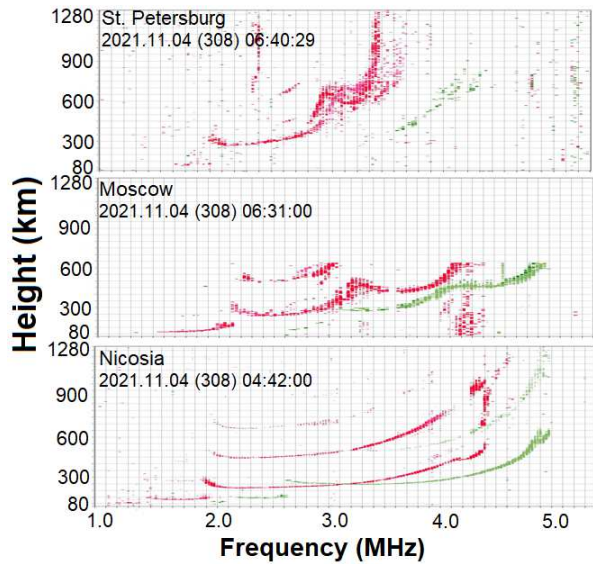 1280
St. Petersburg
2021.11.04 (308) 06:40:29
900
600
300
80
1280
Moscow
2021.11.04 (308) 06:31:00
900
600
300
80
1280
Nicosia
2021.11.04 (308) 04:42:00
900
600
300
80
Height (km)
1.0 2.0 3.0 4.0 5.0
Frequency (MHz)